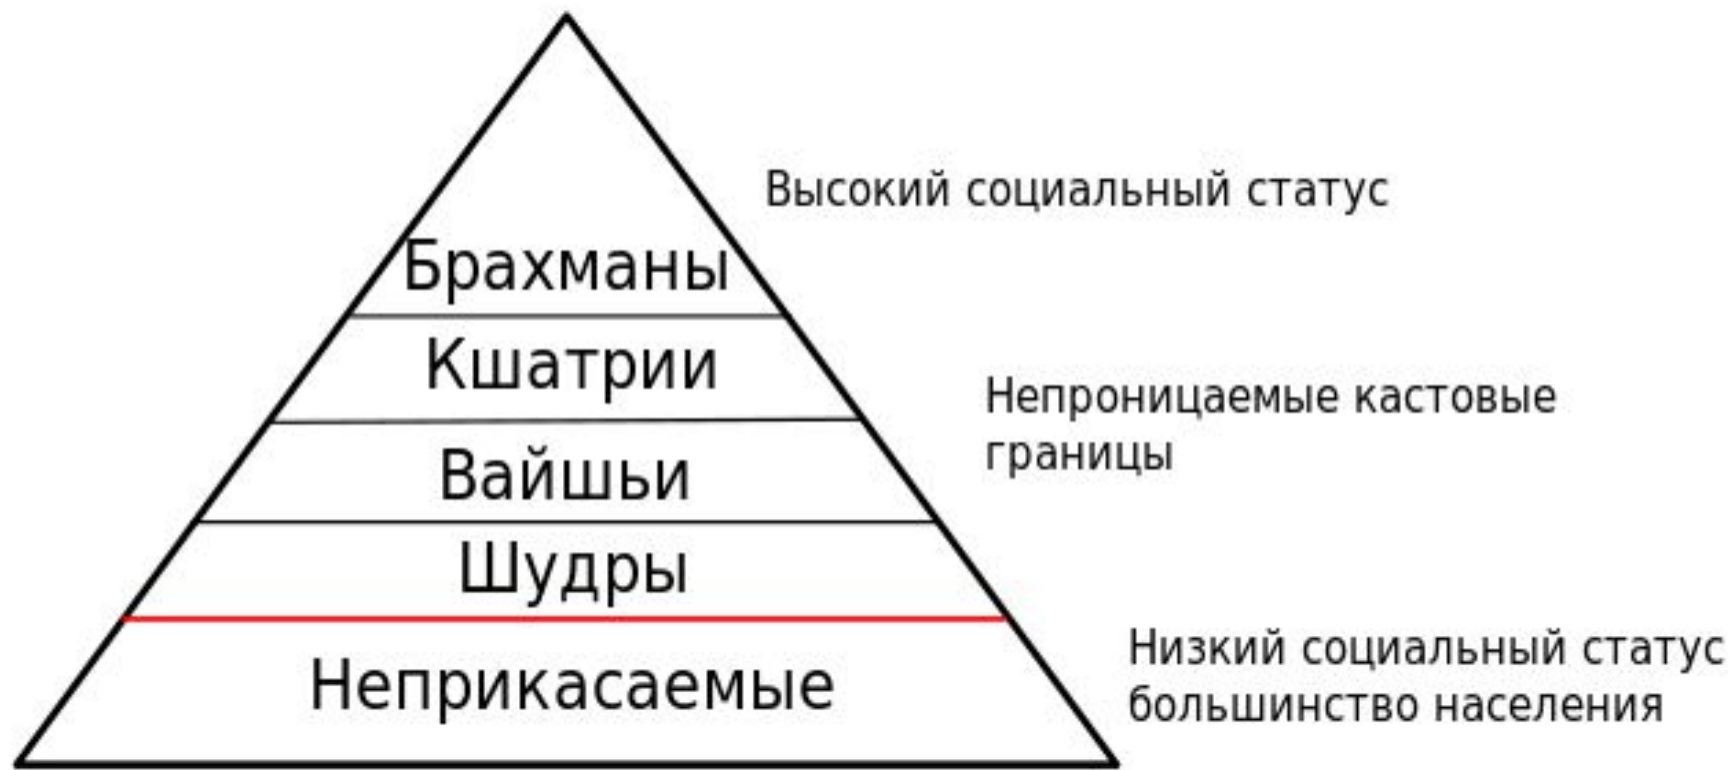 Высокий социальный статус
Брахманы
Кшатрии
Непроницаемые кастовые
границы
Вайшьи
Шудры
Неприкасаемые
Низкий социальный статус
большинство населения